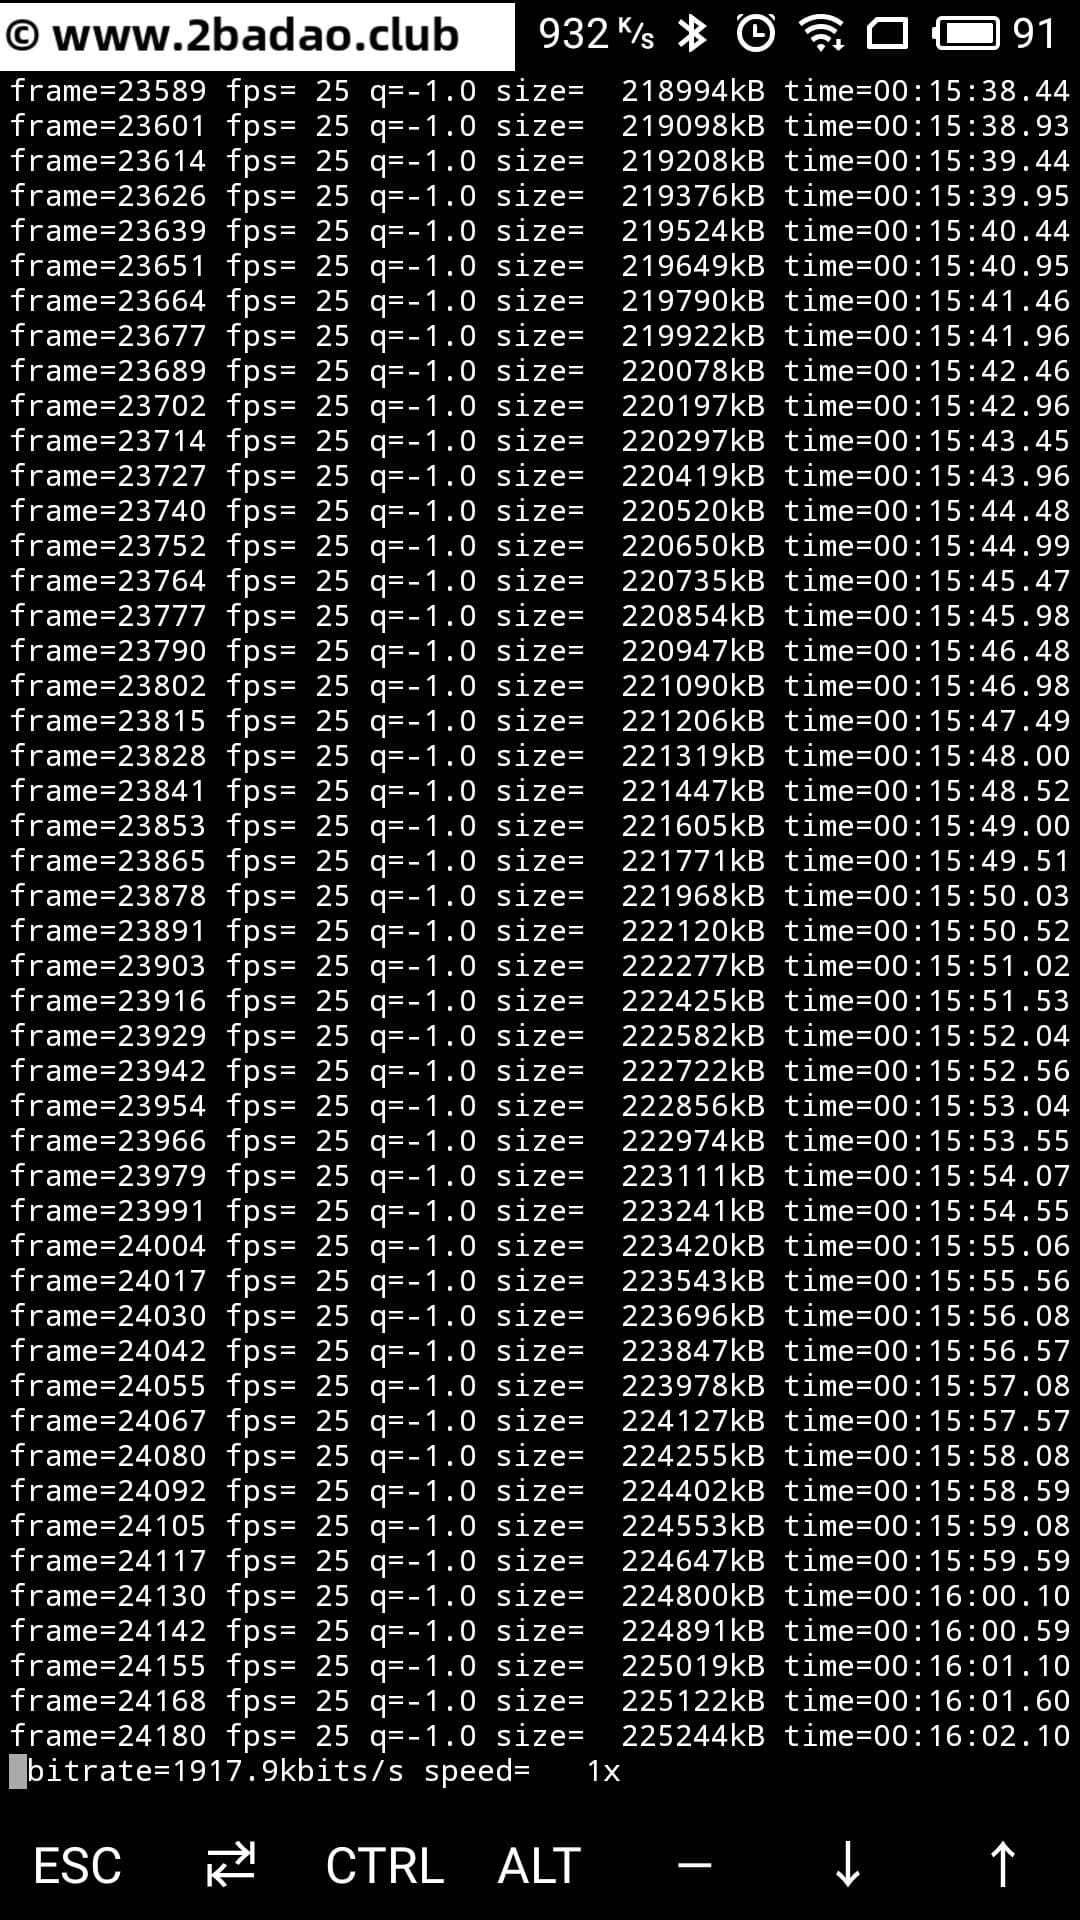 © www.2badao.club 932 K/s 91
frame=23589 fps= 25 q=-1.0 size=  218994kB time=00:15:38.44
frame=23601 fps= 25 q=-1.0 size=  219098kB time=00:15:38.93
frame=23614 fps= 25 q=-1.0 size=  219208kB time=00:15:39.44
frame=23626 fps= 25 q=-1.0 size=  219376kB time=00:15:39.95
frame=23639 fps= 25 q=-1.0 size=  219524kB time=00:15:40.44
frame=23651 fps= 25 q=-1.0 size=  219649kB time=00:15:40.95
frame=23664 fps= 25 q=-1.0 size=  219790kB time=00:15:41.46
frame=23677 fps= 25 q=-1.0 size=  219922kB time=00:15:41.96
frame=23689 fps= 25 q=-1.0 size=  220078kB time=00:15:42.46
frame=23702 fps= 25 q=-1.0 size=  220197kB time=00:15:42.96
frame=23714 fps= 25 q=-1.0 size=  220297kB time=00:15:43.45
frame=23727 fps= 25 q=-1.0 size=  220419kB time=00:15:43.96
frame=23740 fps= 25 q=-1.0 size=  220520kB time=00:15:44.48
frame=23752 fps= 25 q=-1.0 size=  220650kB time=00:15:44.99
frame=23764 fps= 25 q=-1.0 size=  220735kB time=00:15:45.47
frame=23777 fps= 25 q=-1.0 size=  220854kB time=00:15:45.98
frame=23790 fps= 25 q=-1.0 size=  220947kB time=00:15:46.48
frame=23802 fps= 25 q=-1.0 size=  221090kB time=00:15:46.98
frame=23815 fps= 25 q=-1.0 size=  221206kB time=00:15:47.49
frame=23828 fps= 25 q=-1.0 size=  221319kB time=00:15:48.00
frame=23841 fps= 25 q=-1.0 size=  221447kB time=00:15:48.52
frame=23853 fps= 25 q=-1.0 size=  221605kB time=00:15:49.00
frame=23865 fps= 25 q=-1.0 size=  221771kB time=00:15:49.51
frame=23878 fps= 25 q=-1.0 size=  221968kB time=00:15:50.03
frame=23891 fps= 25 q=-1.0 size=  222120kB time=00:15:50.52
frame=23903 fps= 25 q=-1.0 size=  222277kB time=00:15:51.02
frame=23916 fps= 25 q=-1.0 size=  222425kB time=00:15:51.53
frame=23929 fps= 25 q=-1.0 size=  222582kB time=00:15:52.04
frame=23942 fps= 25 q=-1.0 size=  222722kB time=00:15:52.56
frame=23954 fps= 25 q=-1.0 size=  222856kB time=00:15:53.04
frame=23966 fps= 25 q=-1.0 size=  222974kB time=00:15:53.55
frame=23979 fps= 25 q=-1.0 size=  223111kB time=00:15:54.07
frame=23991 fps= 25 q=-1.0 size=  223241kB time=00:15:54.55
frame=24004 fps= 25 q=-1.0 size=  223420kB time=00:15:55.06
frame=24017 fps= 25 q=-1.0 size=  223543kB time=00:15:55.56
frame=24030 fps= 25 q=-1.0 size=  223696kB time=00:15:56.08
frame=24042 fps= 25 q=-1.0 size=  223847kB time=00:15:56.57
frame=24055 fps= 25 q=-1.0 size=  223978kB time=00:15:57.08
frame=24067 fps= 25 q=-1.0 size=  224127kB time=00:15:57.57
frame=24080 fps= 25 q=-1.0 size=  224255kB time=00:15:58.08
frame=24092 fps= 25 q=-1.0 size=  224402kB time=00:15:58.59
frame=24105 fps= 25 q=-1.0 size=  224553kB time=00:15:59.08
frame=24117 fps= 25 q=-1.0 size=  224647kB time=00:15:59.59
frame=24130 fps= 25 q=-1.0 size=  224800kB time=00:16:00.10
frame=24142 fps= 25 q=-1.0 size=  224891kB time=00:16:00.59
frame=24155 fps= 25 q=-1.0 size=  225019kB time=00:16:01.10
frame=24168 fps= 25 q=-1.0 size=  225122kB time=00:16:01.60
frame=24180 fps= 25 q=-1.0 size=  225244kB time=00:16:02.10
bitrate=1917.9kbits/s speed=   1x
ESC ⇄ CTRL ALT — ↓ ↑